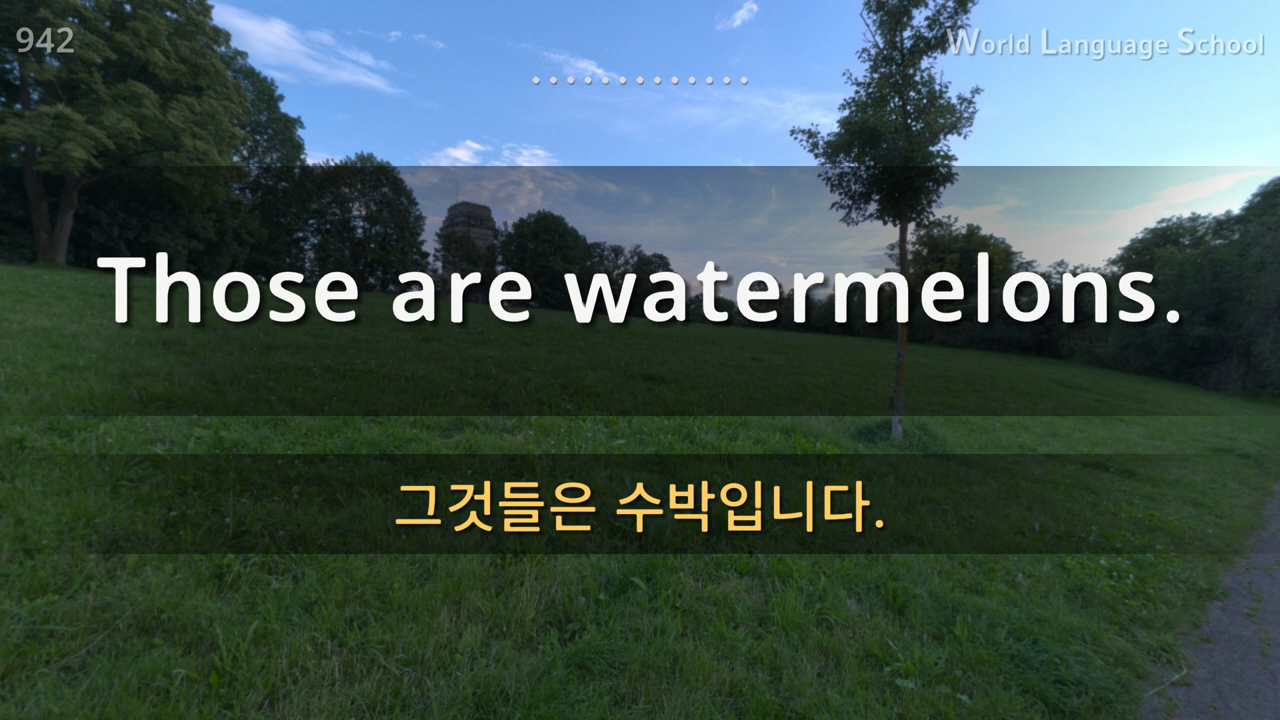 942
World Language School
Those are watermelons.
그것들은 수박입니다.